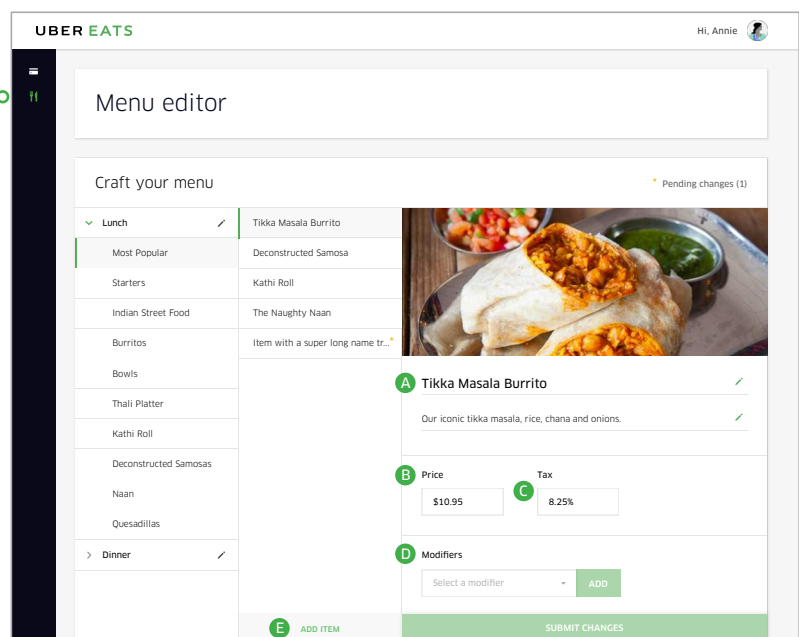 UBER EATS
Hi, Annie
Menu editor
Craft your menu
* Pending changes (1)
Lunch
Most Popular
Starters
Indian Street Food
Burritos
Bowls
Thali Platter
Kathi Roll
Deconstructed Samosas
Naan
Quesadillas
Dinner
Tikka Masala Burrito
Deconstructed Samosa
Kathi Roll
The Naughty Naan
Item with a super long name tr...*
E ADD ITEM
A Tikka Masala Burrito
Our iconic tikka masala, rice, chana and onions.
B Price
$10.95
C Tax
8.25%
D Modifiers
Select a modifier
ADD
SUBMIT CHANGES